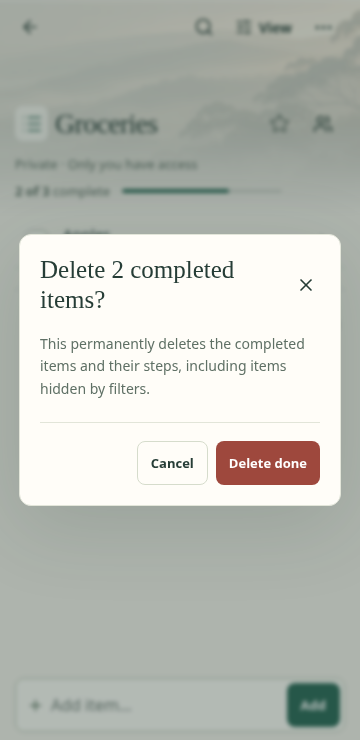 View
Groceries
Private · Only you have access
2 of 3 complete
Delete 2 completed
items?
This permanently deletes the completed
items and their steps, including items
hidden by filters.
Cancel
Delete done
Add item...
Add